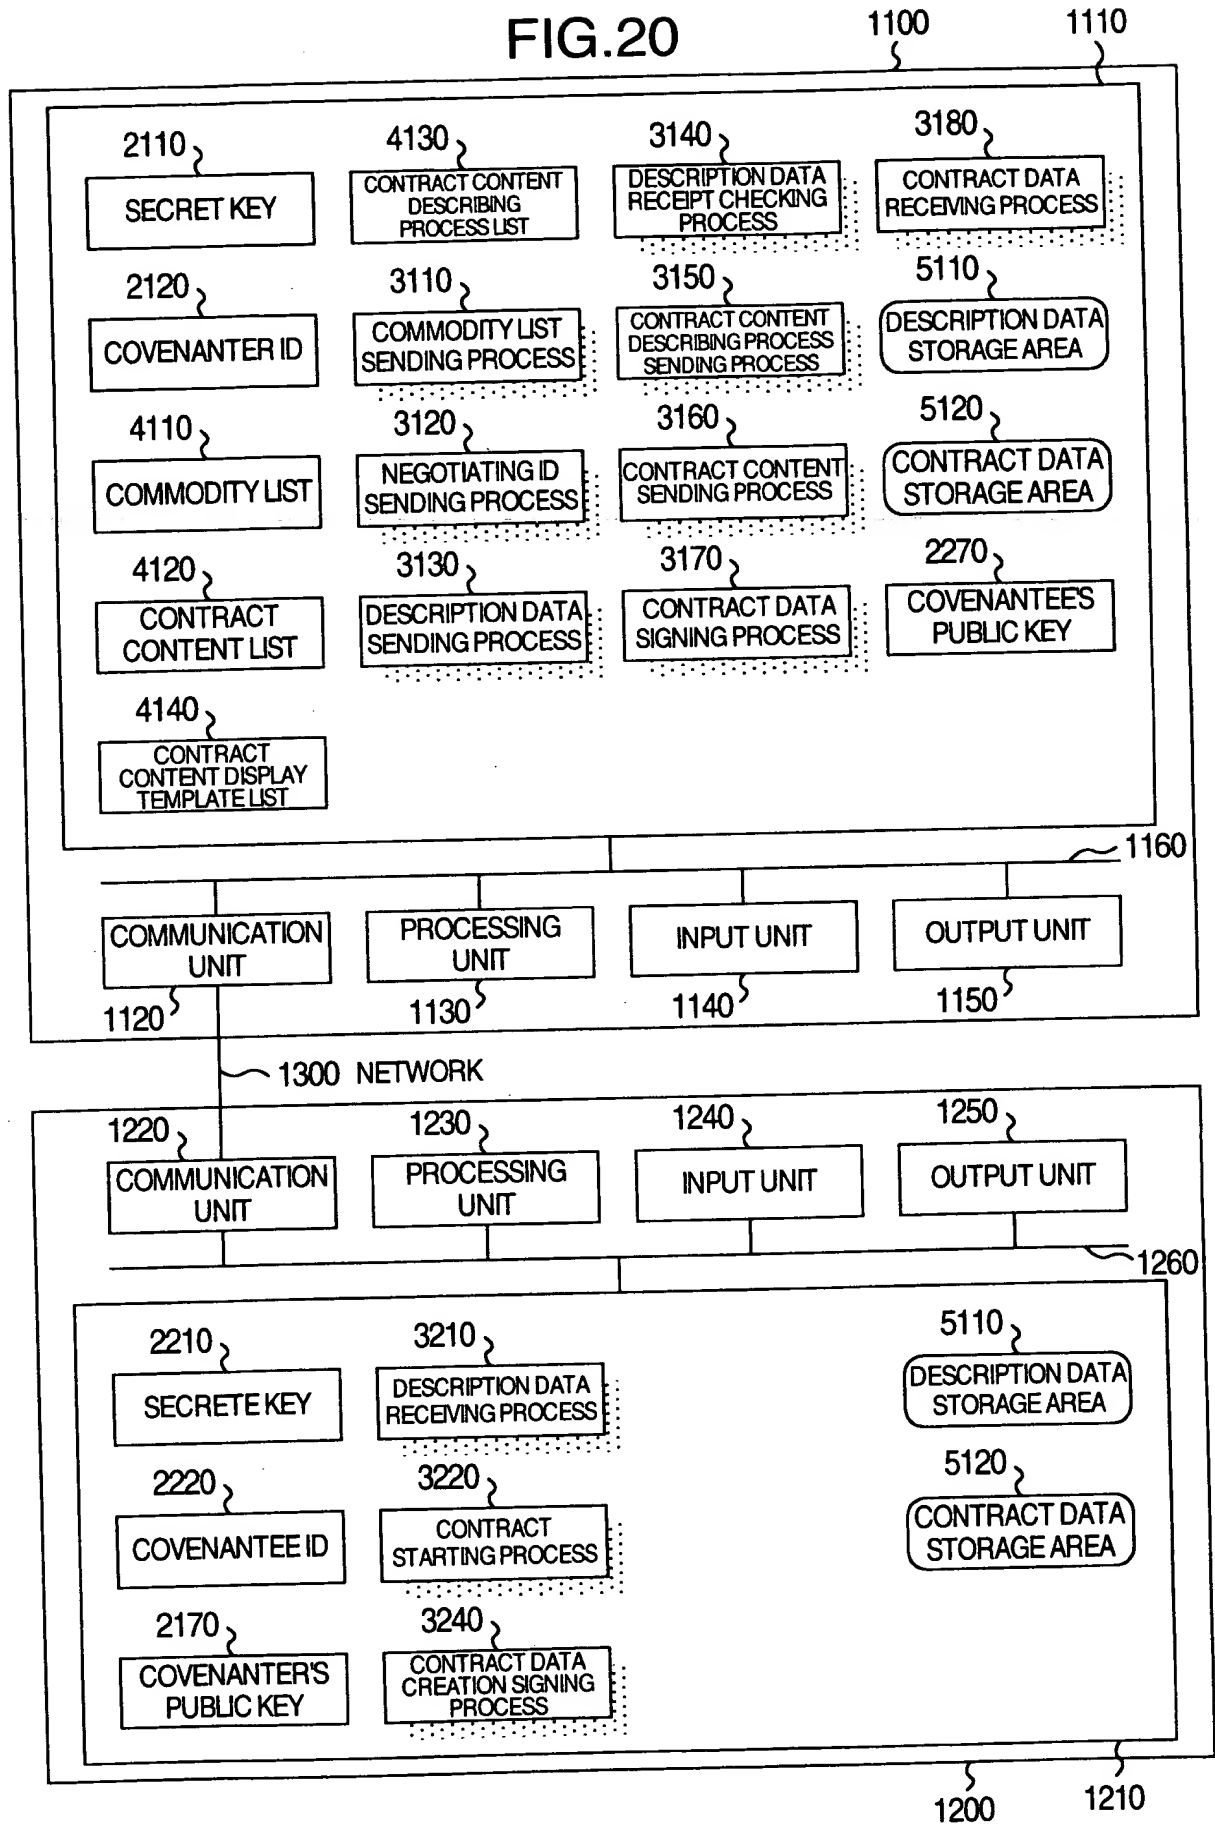 FIG.20
1100
1110
2110
SECRET KEY
4130
CONTRACT CONTENT
DESCRIBING
PROCESS LIST
3140
DESCRIPTION DATA
RECEIPT CHECKING
PROCESS
3180
CONTRACT DATA
RECEIVING PROCESS
2120
COVENANTER ID
3110
COMMODITY LIST
SENDING PROCESS
3150
CONTRACT CONTENT
DESCRIBING PROCESS
SENDING PROCESS
5110
DESCRIPTION DATA
STORAGE AREA
4110
COMMODITY LIST
3120
NEGOTIATING ID
SENDING PROCESS
3160
CONTRACT CONTENT
SENDING PROCESS
5120
CONTRACT DATA
STORAGE AREA
4120
CONTRACT
CONTENT LIST
3130
DESCRIPTION DATA
SENDING PROCESS
3170
CONTRACT DATA
SIGNING PROCESS
2270
COVENANTEE'S
PUBLIC KEY
4140
CONTRACT
CONTENT DISPLAY
TEMPLATE LIST
1160
COMMUNICATION
UNIT
1120
PROCESSING
UNIT
1130
INPUT UNIT
1140
OUTPUT UNIT
1150
1300 NETWORK
1220
COMMUNICATION
UNIT
1230
PROCESSING
UNIT
1240
INPUT UNIT
1250
OUTPUT UNIT
1260
2210
SECRETE KEY
3210
DESCRIPTION DATA
RECEIVING PROCESS
5110
DESCRIPTION DATA
STORAGE AREA
2220
COVENANTEE ID
3220
CONTRACT
STARTING PROCESS
5120
CONTRACT DATA
STORAGE AREA
2170
COVENANTER'S
PUBLIC KEY
3240
CONTRACT DATA
CREATION SIGNING
PROCESS
1200
1210